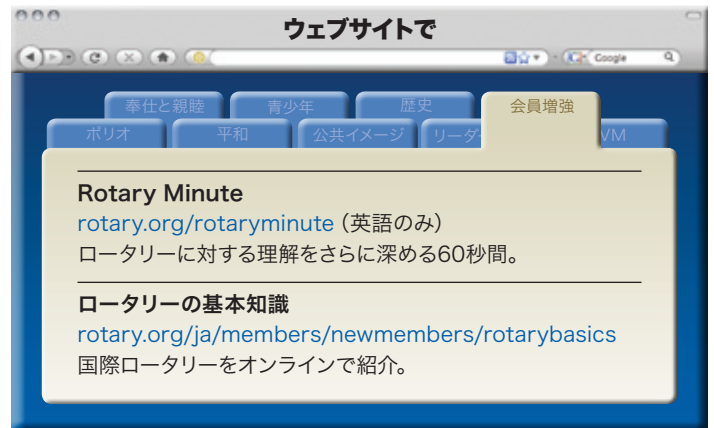 ウェブサイトで
Google
奉仕と親睦 青少年 歴史 会員増強
ポリオ 平和 公共イメージ リーダ VM
Rotary Minute
rotary.org/rotaryminute（英語のみ）
ロータリーに対する理解をさらに深める60秒間。
ロータリーの基本知識
rotary.org/ja/members/newmembers/rotarybasics
国際ロータリーをオンラインで紹介。